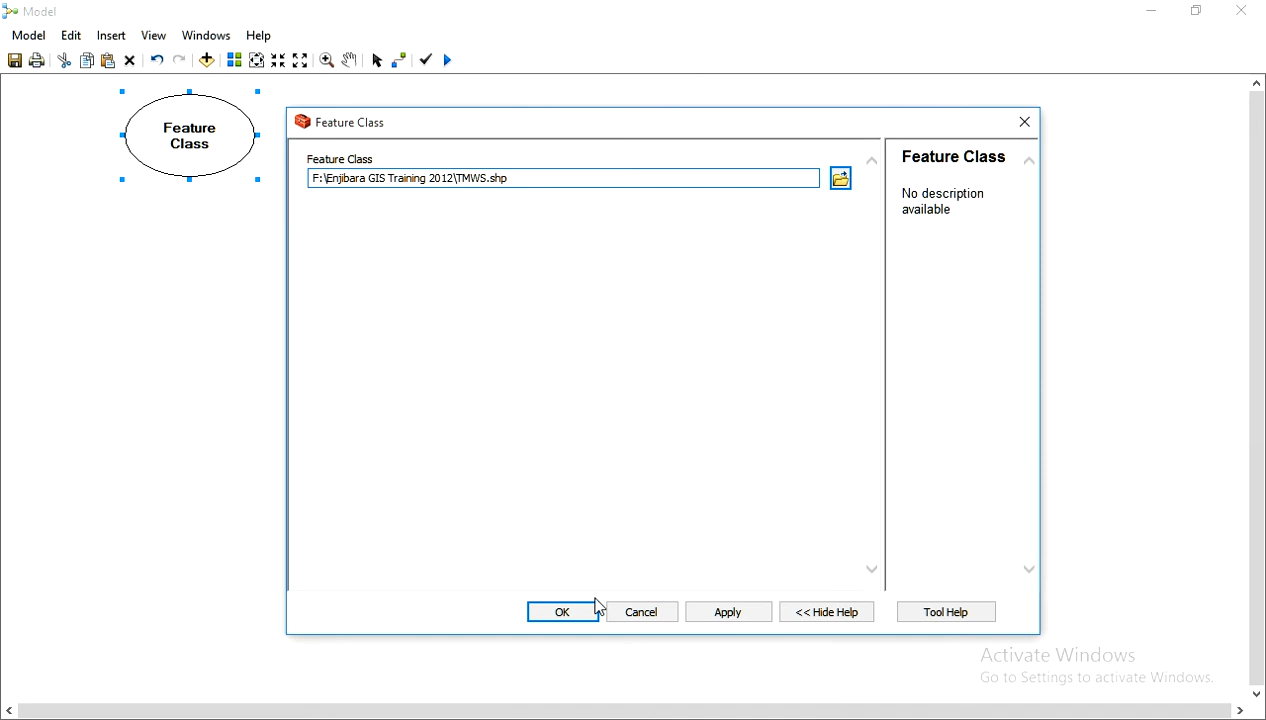 Model
Model Edit Insert View Windows Help
Feature
Class
Feature Class
Feature Class
F:\Enjibara GIS Training 2012\TMWS.shp
Feature Class
No description
available
OK Cancel Apply << Hide Help Tool Help
Activate Windows
Go to Settings to activate Windows.